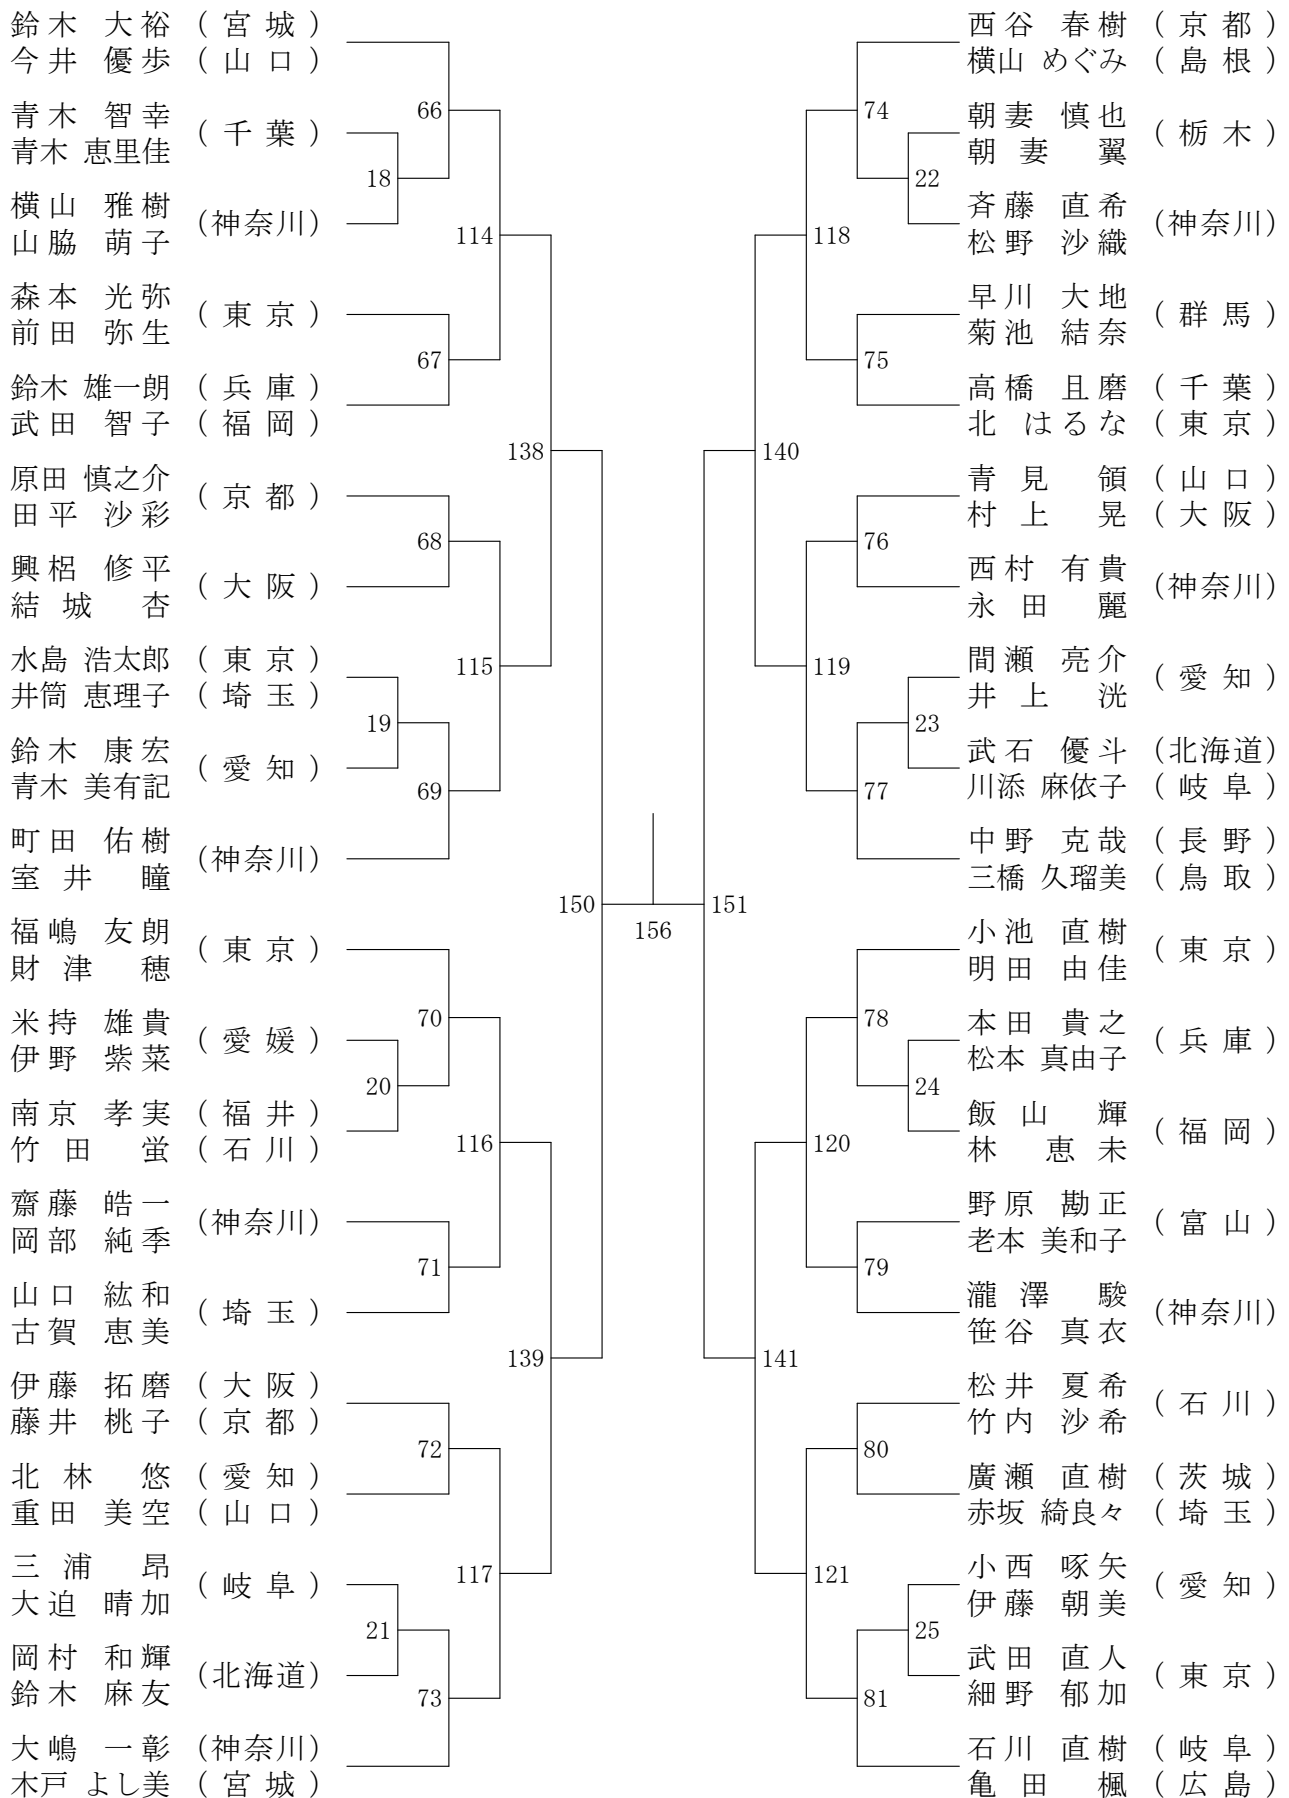 鈴木 大裕 （宮城）
今井 優歩 （山口）
66
青木 智幸 （千葉）
青木 恵里佳
18
横山 雅樹 （神奈川）
山脇 萌子
114
森本 光弥 （東京）
前田 弥生
67
鈴木 雄一朗 （兵庫）
武田 智子 （福岡）
138
原田 慎之介 （京都）
田平 沙彩
68
興梠 修平 （大阪）
結城 杏
水島 浩太郎 （東京）
井筒 恵理子 （埼玉）
115
19
鈴木 康宏 （愛知）
青木 美有記
69
町田 佑樹 （神奈川）
室井 瞳
150
福嶋 友朗 （東京）
財津 穂
70
米持 雄貴 （愛媛）
伊野 紫菜
20
南京 孝実 （福井）
竹田 蛍 （石川）
116
齋藤 皓一 （神奈川）
岡部 純季
71
山口 紘和 （埼玉）
古賀 恵美
139
伊藤 拓磨 （大阪）
藤井 桃子 （京都）
72
北林 悠 （愛知）
重田 美空 （山口）
三浦 昂 （岐阜）
大迫 晴加
117
21
岡村 和輝 （北海道）
鈴木 麻友
73
大嶋 一彰 （神奈川）
木戸 よし美 （宮城）
156
西谷 春樹 （京都）
横山 めぐみ （島根）
74
朝妻 慎也 （栃木）
朝妻 翼
22
斉藤 直希 （神奈川）
松野 沙織
118
早川 大地 （群馬）
菊池 結奈
75
高橋 且磨 （千葉）
北 はるな （東京）
140
青見 領 （山口）
村上 晃 （大阪）
76
西村 有貴 （神奈川）
永田 麗
間瀬 亮介 （愛知）
井上 洸
119
23
武石 優斗 （北海道）
川添 麻依子 （岐阜）
77
中野 克哉 （長野）
三橋 久瑠美 （鳥取）
151
小池 直樹 （東京）
明田 由佳
78
本田 貴之 （兵庫）
松本 真由子
24
飯山 輝 （福岡）
林 恵未
120
野原 勘正 （富山）
老本 美和子
79
瀧澤 駿 （神奈川）
笹谷 真衣
141
松井 夏希 （石川）
竹内 沙希
80
廣瀬 直樹 （茨城）
赤坂 綺良々 （埼玉）
小西 啄矢 （愛知）
伊藤 朝美
121
25
武田 直人 （東京）
細野 郁加
81
石川 直樹 （岐阜）
亀田 楓 （広島）